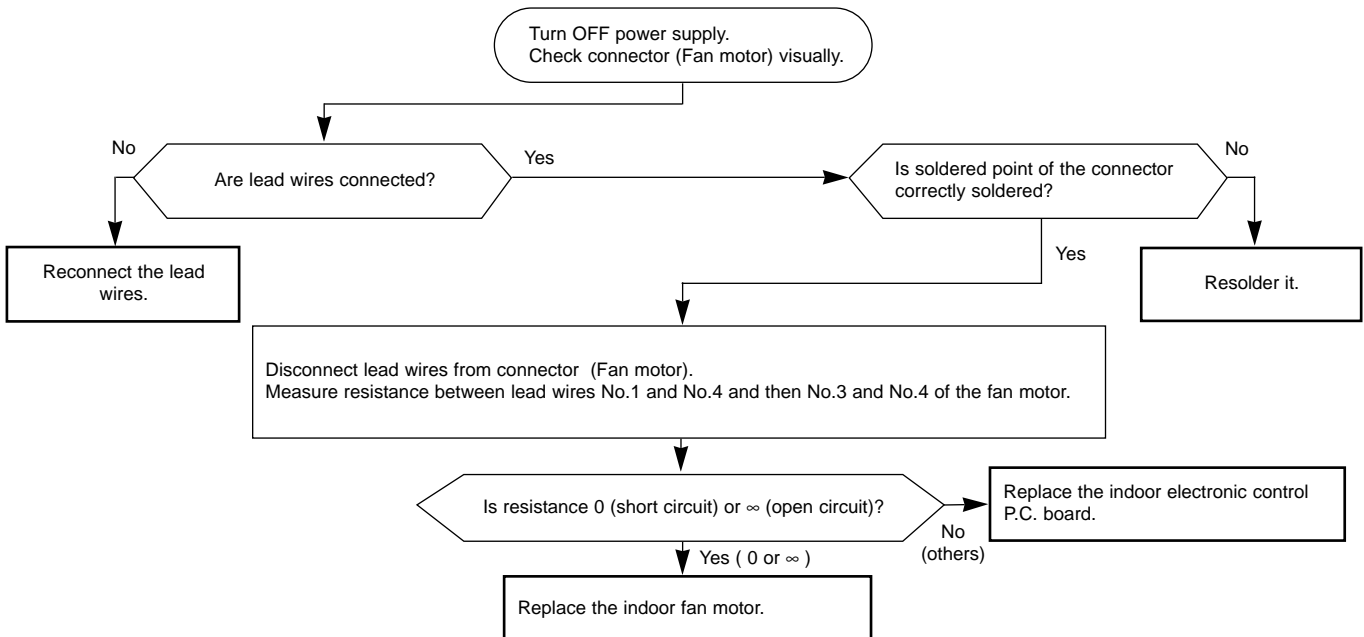 Turn OFF power supply.
Check connector (Fan motor) visually.
No
Are lead wires connected?
Yes
Is soldered point of the connector
correctly soldered?
No
Reconnect the lead
wires.
Yes
Resolder it.
Disconnect lead wires from connector (Fan motor).
Measure resistance between lead wires No.1 and No.4 and then No.3 and No.4 of the fan motor.
Is resistance 0 (short circuit) or ∞ (open circuit)?
No
(others)
Replace the indoor electronic control
P.C. board.
Yes ( 0 or ∞ )
Replace the indoor fan motor.